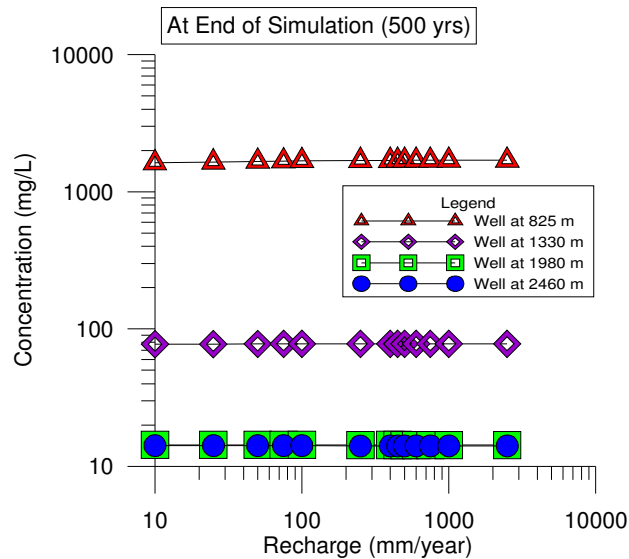 At End of Simulation (500 yrs)
10000
1000
100
10
Concentration (mg/L)
Legend
Well at 825 m
Well at 1330 m
Well at 1980 m
Well at 2460 m
10 100 1000 10000
Recharge (mm/year)